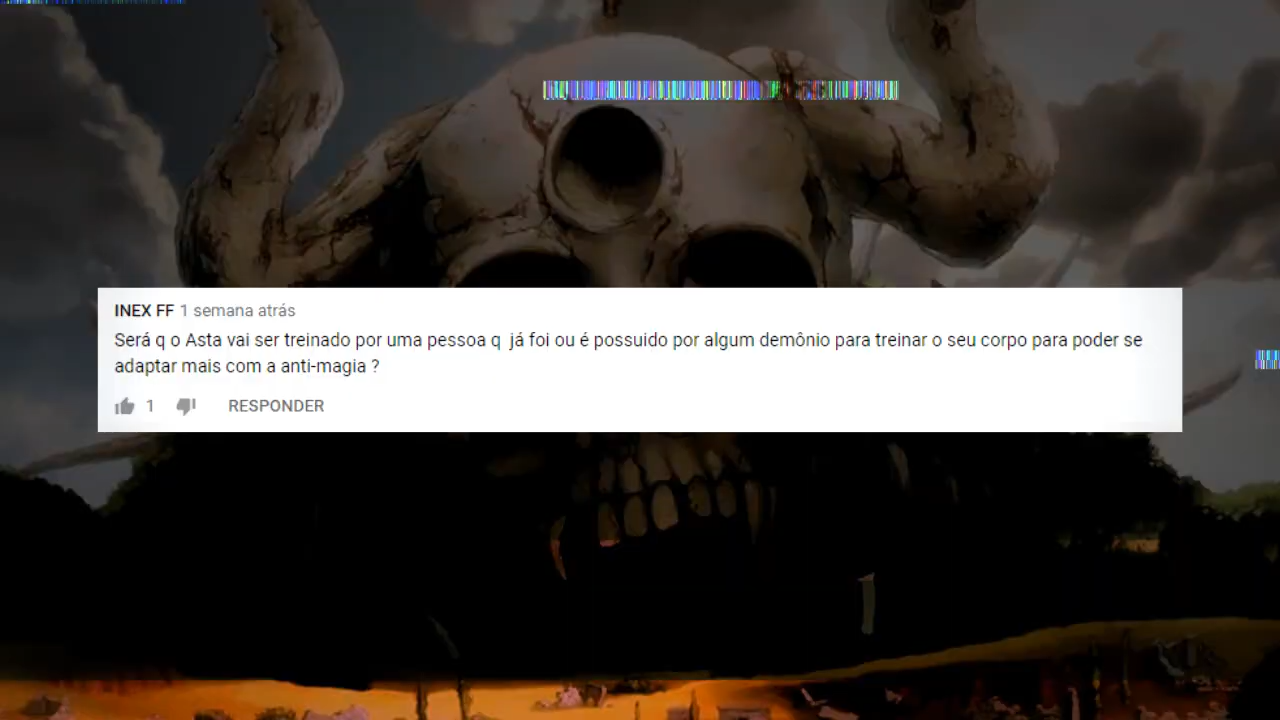 INEX FF 1 semana atrás
Será q o Asta vai ser treinado por uma pessoa q já foi ou é possuido por algum demônio para treinar o seu corpo para poder se
adaptar mais com a anti-magia ?
1 RESPONDER